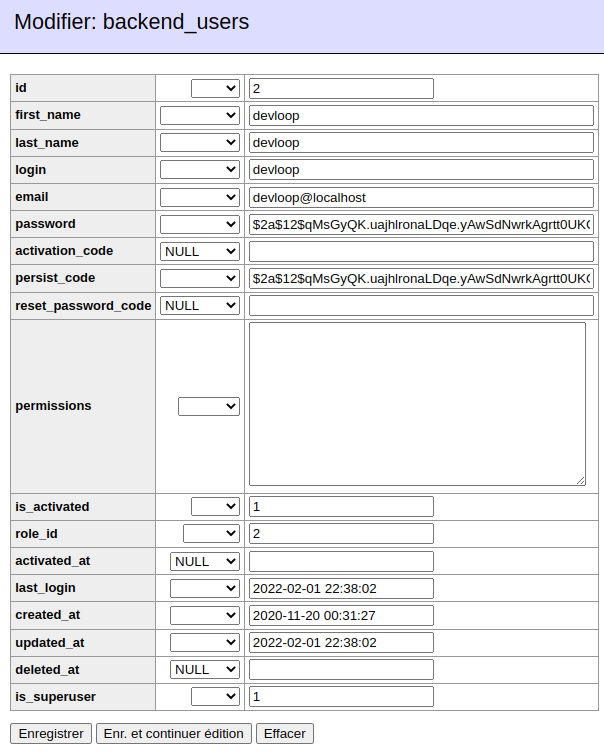 Modifier: backend_users
id 2
first_name devloop
last_name devloop
login devloop
email devloop@localhost
password $2a$12$qMsGyQK.uajhlronaLDqe.yAwSdNwrkAgrtt0UK
activation_code NULL
persist_code $2a$12$qMsGyQK.uajhlronaLDqe.yAwSdNwrkAgrtt0UK
reset_password_code NULL
permissions
is_activated 1
role_id 2
activated_at NULL
last_login 2022-02-01 22:38:02
created_at 2020-11-20 00:31:27
updated_at 2022-02-01 22:38:02
deleted_at NULL
is_superuser 1
Enregistrer Enr. et continuer édition Effacer